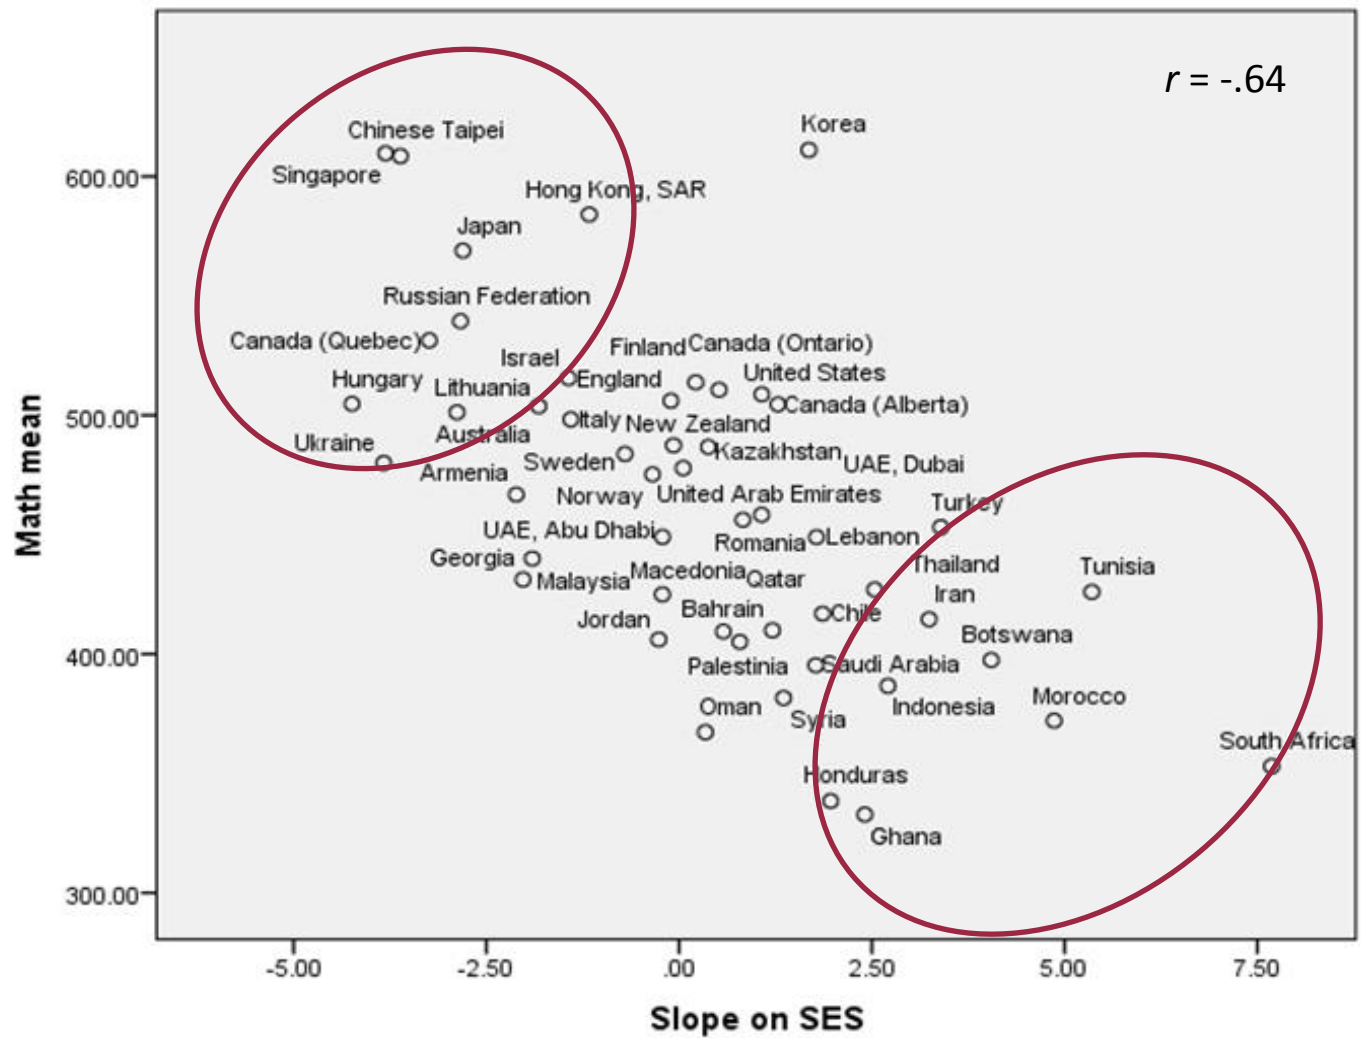 r = -.64
Korea
Chinese Taipei
Singapore
600.00
Hong Kong, SAR
Japan
Russian Federation
Canada (Quebec)
Finland
Canada (Ontario)
Israel
Hungary
Lithuania
England
United States
Canada (Alberta)
500.00
Italy
New Zealand
Australia
Ukraine
Kazakhstan
Sweden
UAE, Dubai
Armenia
Norway
United Arab Emirates
Turkey
UAE, Abu Dhabi
Romania
Lebanon
Georgia
Thailand
Tunisia
Malaysia
Macedonia
Qatar
Iran
Jordan
Bahrain
Chile
Botswana
400.00
Palestinia
Saudi Arabia
Oman
Syria
Indonesia
Morocco
South Africa
Honduras
Ghana
300.00
Math mean
-5.00
-2.50
.00
2.50
5.00
7.50
Slope on SES